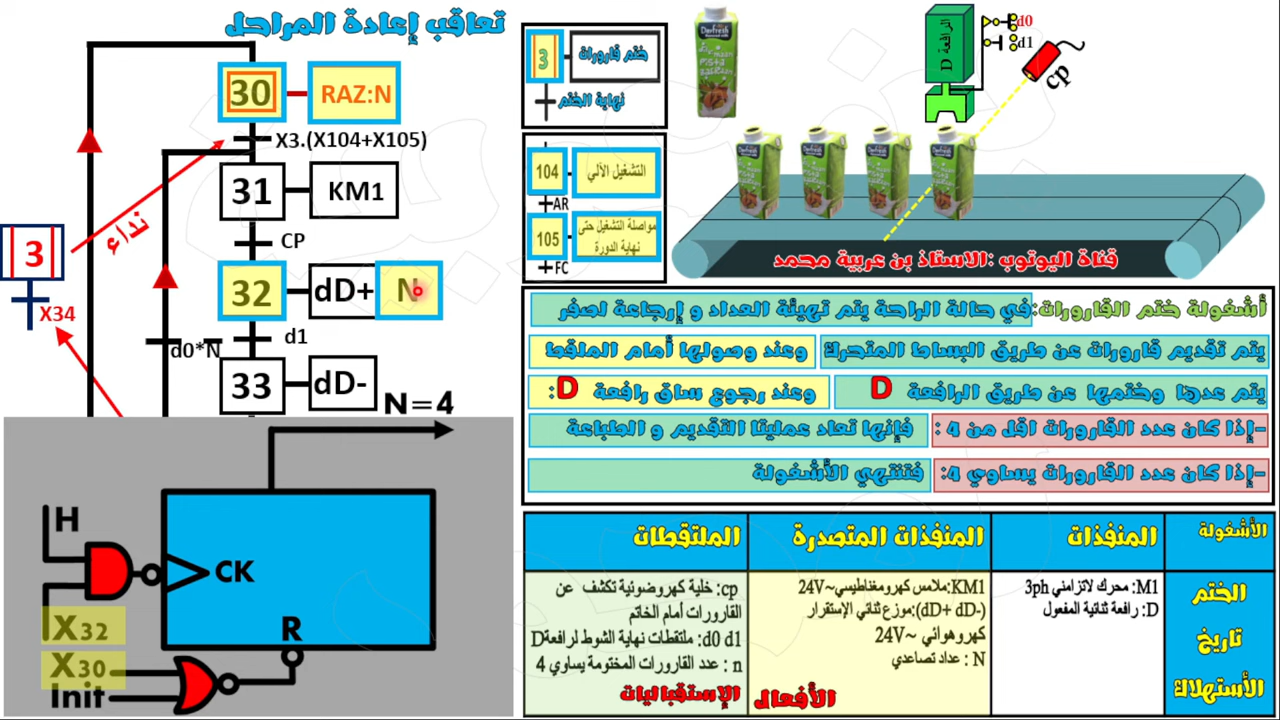 تعاقب إعادة المراحل
30
RAZ:N
X3.(X104+X105)
31
KM1
CP
32
dD+
N
d1
33
dD-
d0*N
N=4
3
نداء
X34
H
CK
X32
X30
Init
R
3
ختم قارورات
نهاية الختم
104
التشغيل الآلي
AR
105
مواصلة التشغيل حتى
نهاية الدورة
FC
الرافعة D
d0
d1
cp
قناة اليوتوب :الاستاذ بن عربية محمد
أشغولة ختم القارورات:في حالة الراحة يتم تهيئة العداد و إرجاعة لصفر
يتم تقديم قارورات عن طريق البساط المتحرك وعند وصولها أمام الملقط
يتم عدها وختمها عن طريق الرافعة D وعند رجوع ساق رافعة D:
-إذا كان عدد القارورات اقل من 4 : فإنها تعاد عمليتا التقديم و الطباعة
-إذا كان عدد القارورات يساوي 4: فتنتهي الأشغولة
الأشغولة المنفذات المنفذات المتصدرة الملتقطات
الختم
تاريخ
الأستهلاك
M1: محرك لاتزامني 3ph
D: رافعة ثنائية المفعول
KM1:ملامس كهرومغناطيسي~24V
(dD+ dD-):موزع ثنائي الإستقرار
كهروهوائي ~24V
N : عداد تصاعدي
الأفعال
cp: خلية كهروضوئية تكشف عن
القارورات أمام الخاتم
d0 d1: ملتقطات نهاية الشوط لرافعةD
n : عدد القارورات المختومة يساوي 4
الإستقباليات